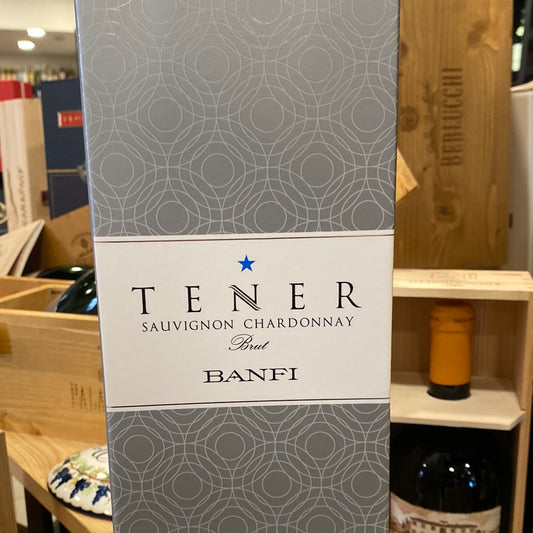 TENER
SAUVIGNON CHARDONNAY
Brut
BANFI
BERLUCCHI